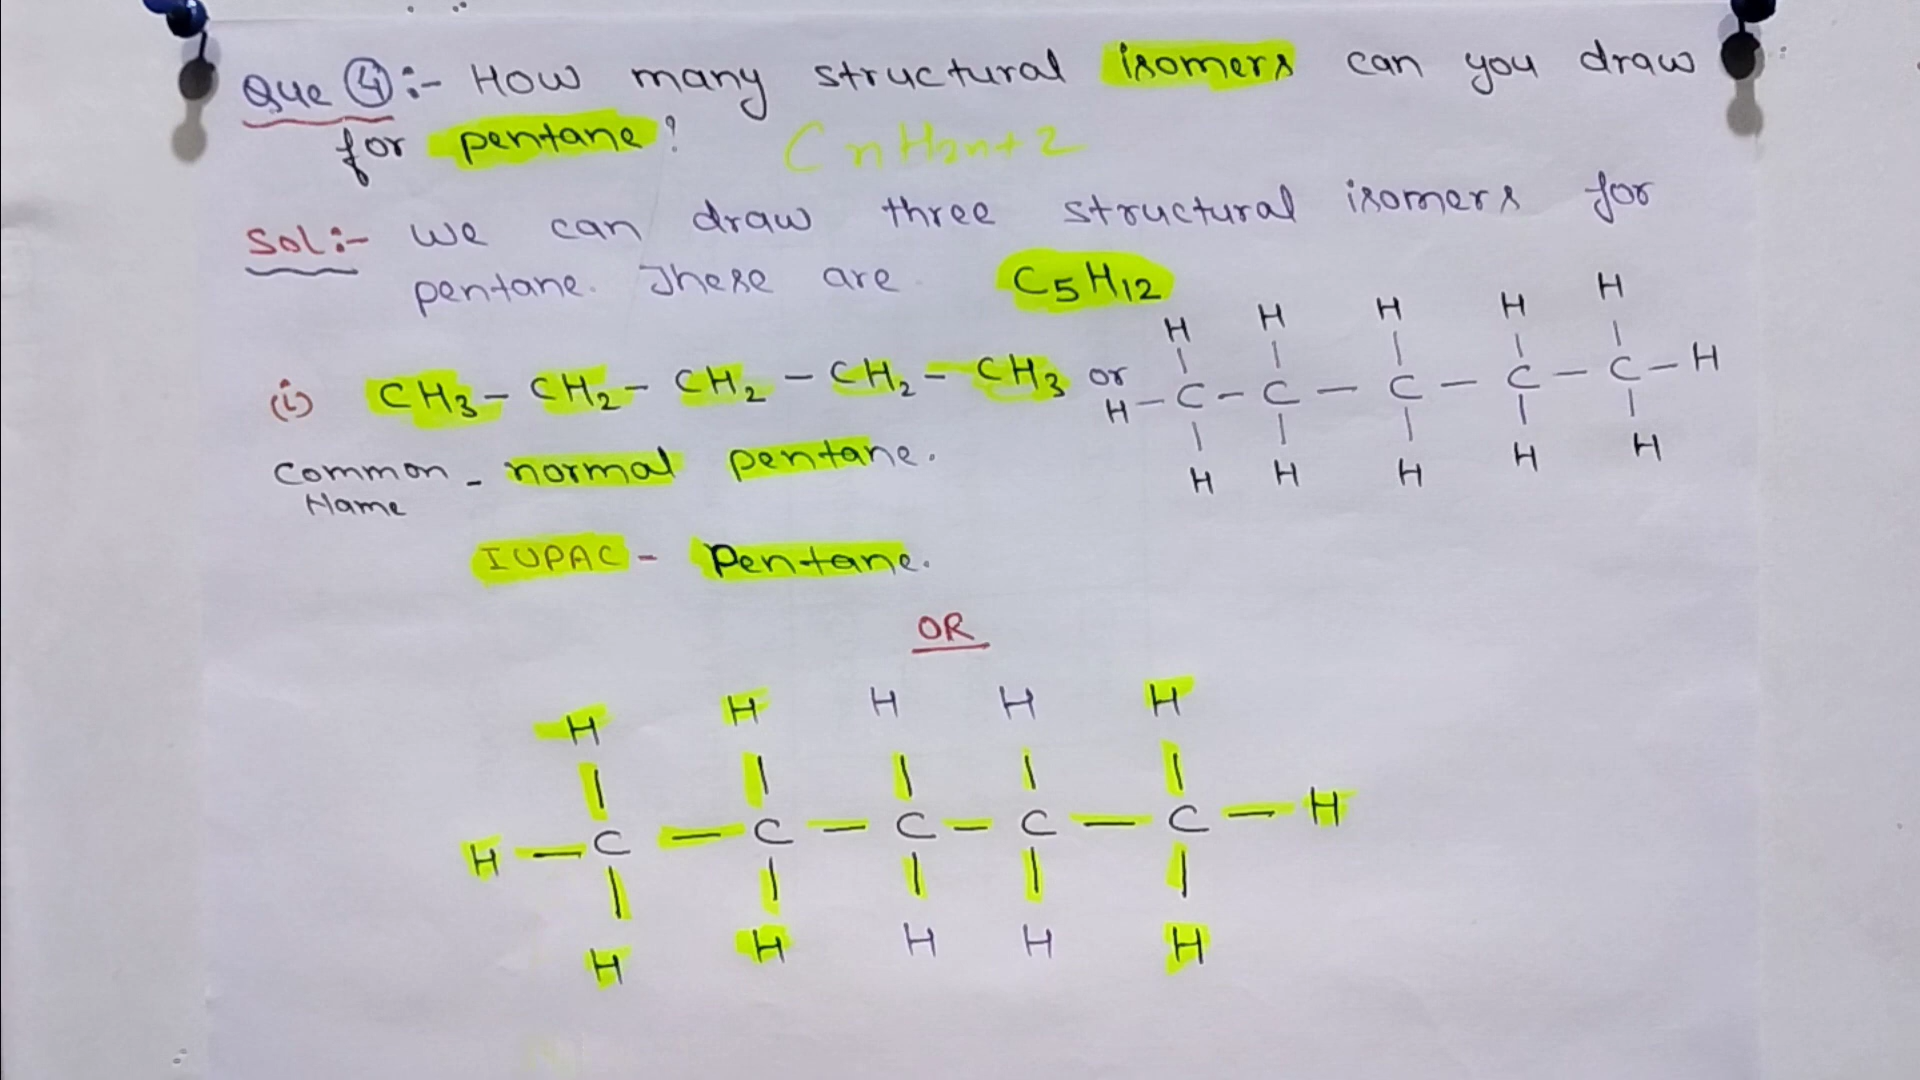 Que 4:- How many structural isomers can you draw
for pentane?
CnH2n+2
Sol:- We can draw three structural isomers for
pentane. These are
C5H12
(i) CH3-CH2-CH2-CH2-CH3 or
H H H H H
H-C-C-C-C-C-H
H H H H H
Common Name - normal pentane.
IUPAC - Pentane.
OR
H H H H H
H-C-C-C-C-C-H
H H H H H